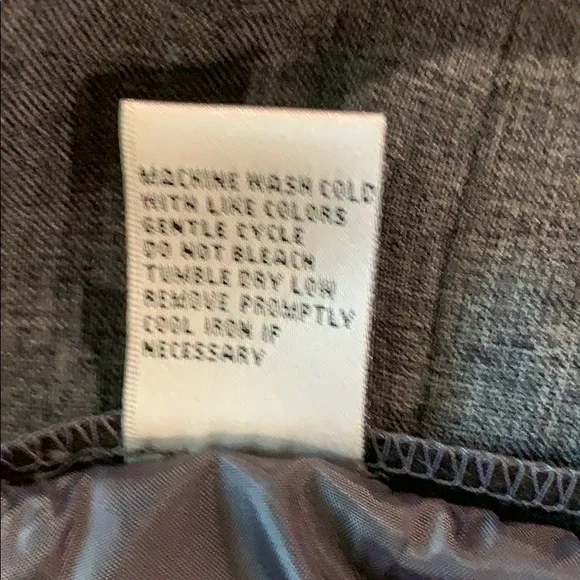 MACHINE WASH COLD
WITH LIKE COLORS
GENTLE CYCLE
DO NOT BLEACH
TUMBLE DRY LOW
REMOVE PROMPTLY
COOL IRON IF
NECESSARY